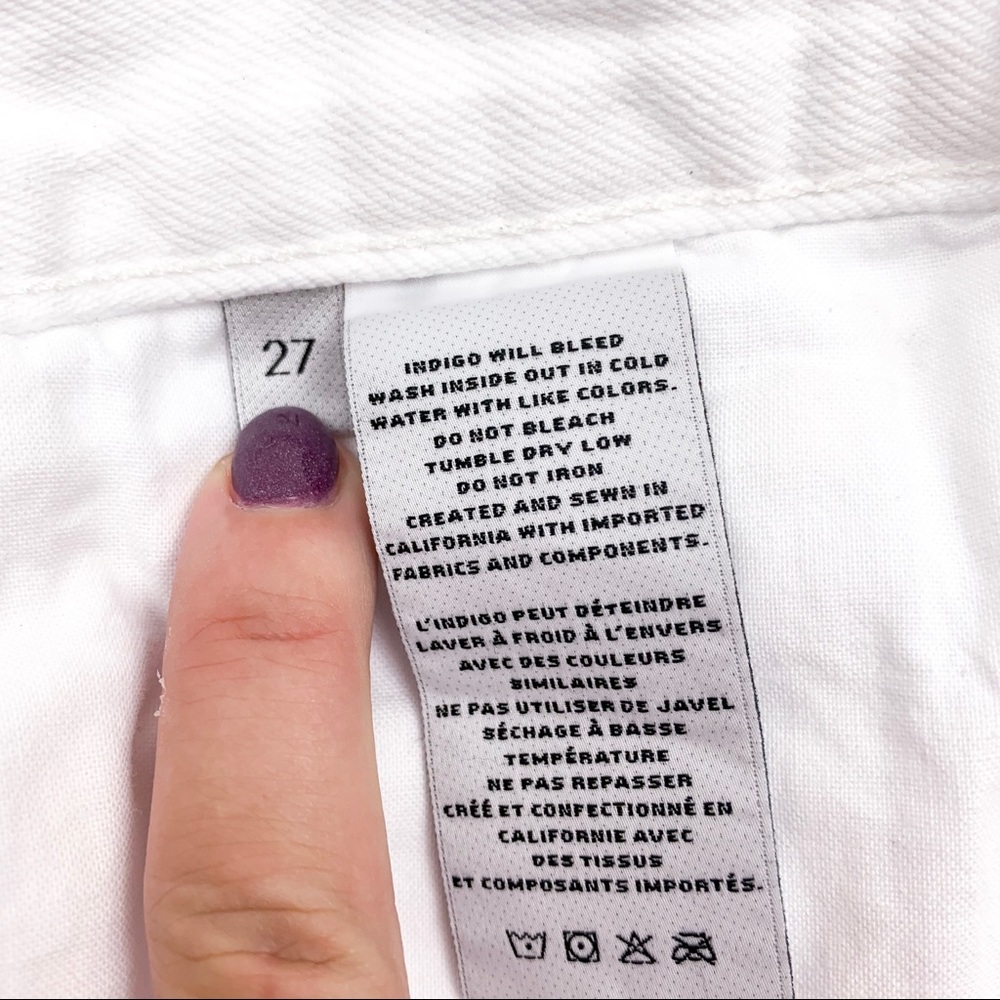 27
INDIGO WILL BLEED
WASH INSIDE OUT IN COLD
WATER WITH LIKE COLORS.
DO NOT BLEACH
TUMBLE DRY LOW
DO NOT IRON
CREATED AND SEWN IN
CALIFORNIA WITH IMPORTED
FABRICS AND COMPONENTS.
L'INDIGO PEUT DÉTEINDRE
LAVER À FROID À L'ENVERS
AVEC DES COULEURS
SIMILAIRES
NE PAS UTILISER DE JAVEL
SÉCHAGE À BASSE
TEMPÉRATURE
NE PAS REPASSER
CRÉÉ ET CONFECTIONNÉ EN
CALIFORNIE AVEC
DES TISSUS
ET COMPOSANTS IMPORTÉS.